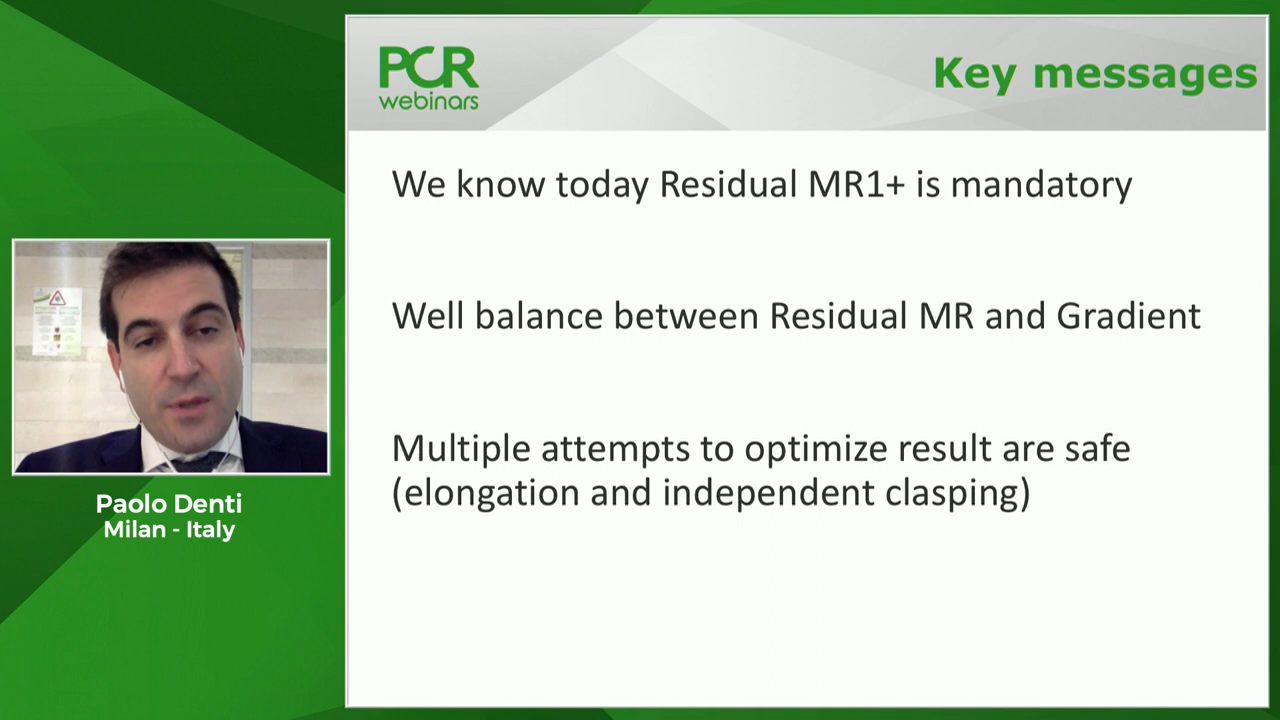 PCR
webinars
Key messages
We know today Residual MR1+ is mandatory
Well balance between Residual MR and Gradient
Multiple attempts to optimize result are safe
(elongation and independent clasping)
Paolo Denti
Milan - Italy